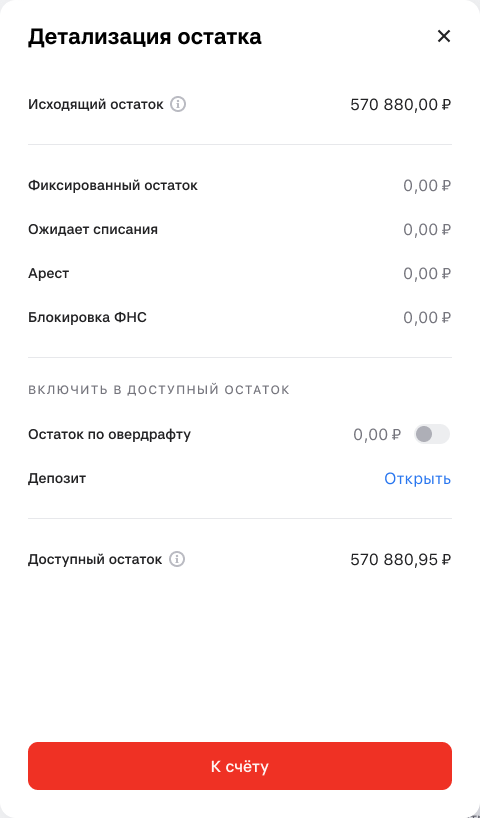 Детализация остатка
Исходящий остаток 570 880,00 ₽
Фиксированный остаток 0,00 ₽
Ожидает списания 0,00 ₽
Арест 0,00 ₽
Блокировка ФНС 0,00 ₽
ВКЛЮЧИТЬ В ДОСТУПНЫЙ ОСТАТОК
Остаток по овердрафту 0,00 ₽
Депозит Открыть
Доступный остаток 570 880,95 ₽
К счёту